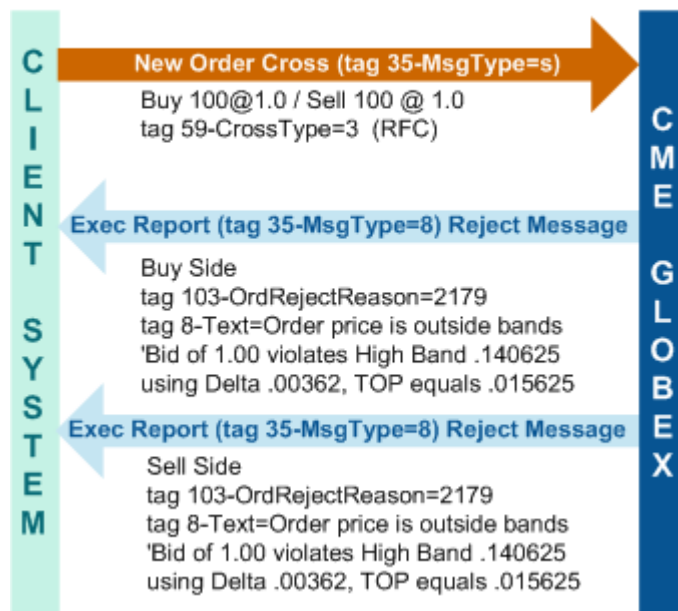 CLIENT SYSTEM
New Order Cross (tag 35-MsgType=s)
Buy 100@1.0 / Sell 100 @ 1.0
tag 59-CrossType=3 (RFC)
Exec Report (tag 35-MsgType=8) Reject Message
Buy Side
tag 103-OrdRejectReason=2179
tag 8-Text=Order price is outside bands
'Bid of 1.00 violates High Band .140625
using Delta .00362, TOP equals .015625
Exec Report (tag 35-MsgType=8) Reject Message
Sell Side
tag 103-OrdRejectReason=2179
tag 8-Text=Order price is outside bands
'Bid of 1.00 violates High Band .140625
using Delta .00362, TOP equals .015625
CME GLOBEX